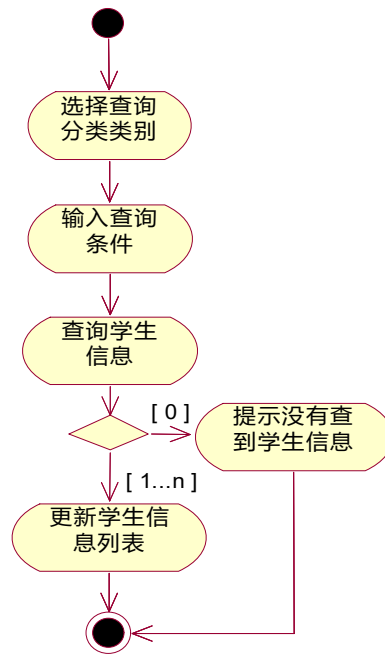 选择查询
分类类别
输入查询
条件
查询学生
信息
[ 0 ]
提示没有查
到学生信息
[ 1...n ]
更新学生信
息列表